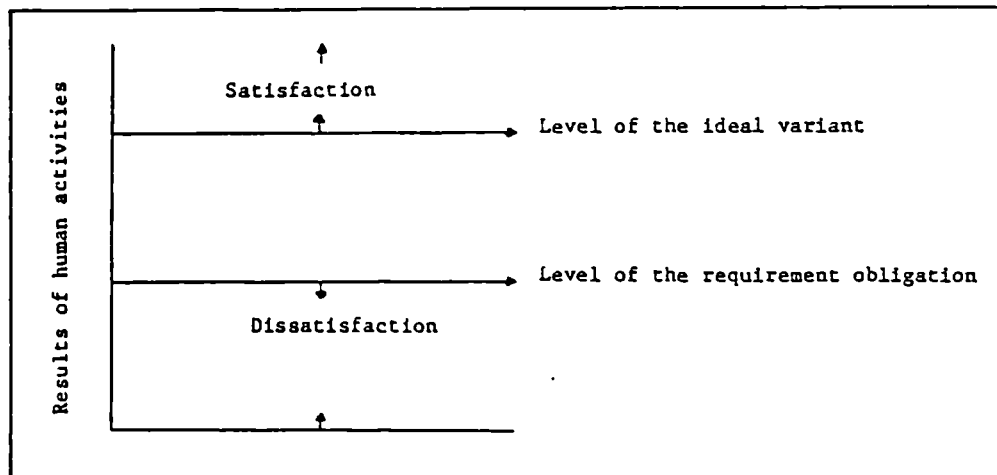 Results of human activities
Satisfaction
Level of the ideal variant
Level of the requirement obligation
Dissatisfaction